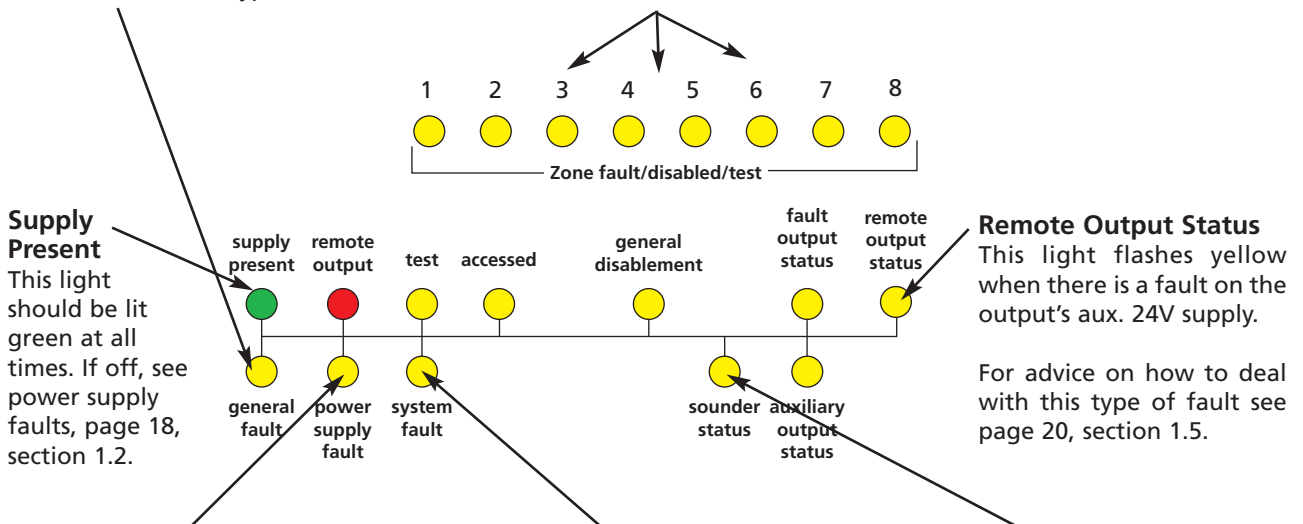 1 2 3 4 5 6 7 8
Zone fault/disabled/test
Supply
Present
This light
should be lit
green at all
times. If off, see
power supply
faults, page 18,
section 1.2.
supply
present
remote
output
test
accessed
general
disablement
fault
output
status
remote
output
status
general
fault
power
supply
fault
system
fault
sounder
status
auxiliary
output
status
Remote Output Status
This light flashes yellow
when there is a fault on the
output's aux. 24V supply.
For advice on how to deal
with this type of fault see
page 20, section 1.5.